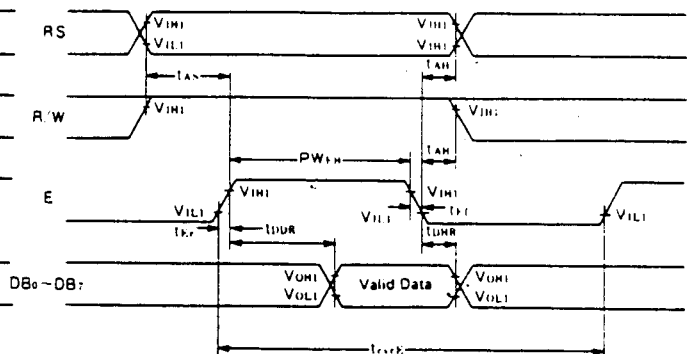 RS
VIH1
VIL1
VIH1
VIH1
tAS
tAH
R/W
VIH1
VIH1
tAH
PWEH
E
VIH1
VIH1
VIL1
VIL1
tEf
VIL1
tEr
tDDR
tDHR
DB0~DB7
VOH1
VOL1
Valid Data
VOH1
VOL1
tcycE